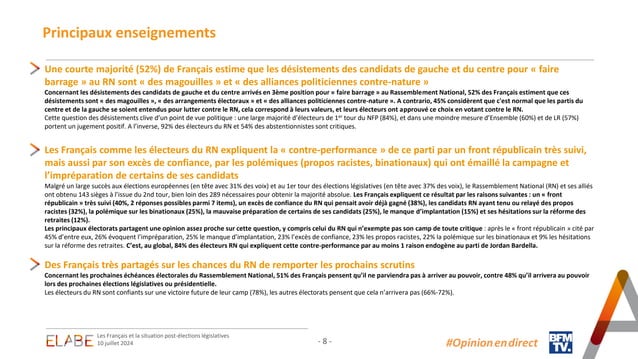 Principaux enseignements
Une courte majorité (52%) de Français estime que les désistements des candidats de gauche et du centre pour « faire
barrage » au RN sont « des magouilles » et « des alliances politiciennes contre-nature »
Concernant les désistements des candidats de gauche et du centre arrivés en 3ème position pour « faire barrage » au Rassemblement National, 52% des Français estiment que ces
désistements sont « des magouilles », « des arrangements électoraux » et « des alliances politiciennes contre-nature ». A contrario, 45% considèrent que c'est normal que les partis du
centre et de la gauche se soient entendus pour lutter contre le RN, cela correspond à leurs valeurs, et leurs électeurs ont approuvé ce choix en votant contre le RN.
Cette question des désistements clive d'un point de vue politique : une large majorité d'électeurs de 1er tour du NFP (84%), et dans une moindre mesure d'Ensemble (60%) et de LR (57%)
portent un jugement positif. A l'inverse, 92% des électeurs du RN et 54% des abstentionnistes sont critiques.
Les Français comme les électeurs du RN expliquent la « contre-performance » de ce parti par un front républicain très suivi,
mais aussi par son excès de confiance, par les polémiques (propos racistes, binationaux) qui ont émaillé la campagne et
l'impréparation de certains de ses candidats
Malgré un large succès aux élections européennes (en tête avec 31% des voix) et au 1er tour des élections législatives (en tête avec 37% des voix), le Rassemblement National (RN) et ses alliés
ont obtenu 143 sièges à l'issue du 2nd tour, bien loin des 289 nécessaires pour obtenir la majorité absolue. Les Français expliquent ce résultat par les raisons suivantes : un « front
républicain » très suivi (40%, 2 réponses possibles parmi 7 items), un excès de confiance du RN qui pensait avoir déjà gagné (38%), les candidats RN ayant tenu ou relayé des propos
racistes (32%), la polémique sur les binationaux (25%), la mauvaise préparation de certains de ses candidats (25%), le manque d'implantation (15%) et ses hésitations sur la réforme des
retraites (12%).
Les principaux électorats partagent une opinion assez proche sur cette question, y compris celui du RN qui n'exempte pas son camp de toute critique : après le « front républicain » cité par
45% d'entre eux, 26% évoquent l'impréparation, 25% le manque d'implantation, 23% l'excès de confiance, 23% les propos racistes, 22% la polémique sur les binationaux et 9% les hésitations
sur la réforme des retraites. C'est, au global, 84% des électeurs RN qui expliquent cette contre-performance par au moins 1 raison endogène au parti de Jordan Bardella.
Des Français très partagés sur les chances du RN de remporter les prochains scrutins
Concernant les prochaines échéances électorales du Rassemblement National, 51% des Français pensent qu'il ne parviendra pas à arriver au pouvoir, contre 48% qu'il arrivera au pouvoir
lors des prochaines élections législatives ou présidentielle.
Les électeurs du RN sont confiants sur une victoire future de leur camp (78%), les autres électorats pensent que cela n'arrivera pas (66%-72%).
ELABE
Les Français et la situation post-élections législatives
10 juillet 2024
- 8 -
#Opinionendirect
BFM
TV.